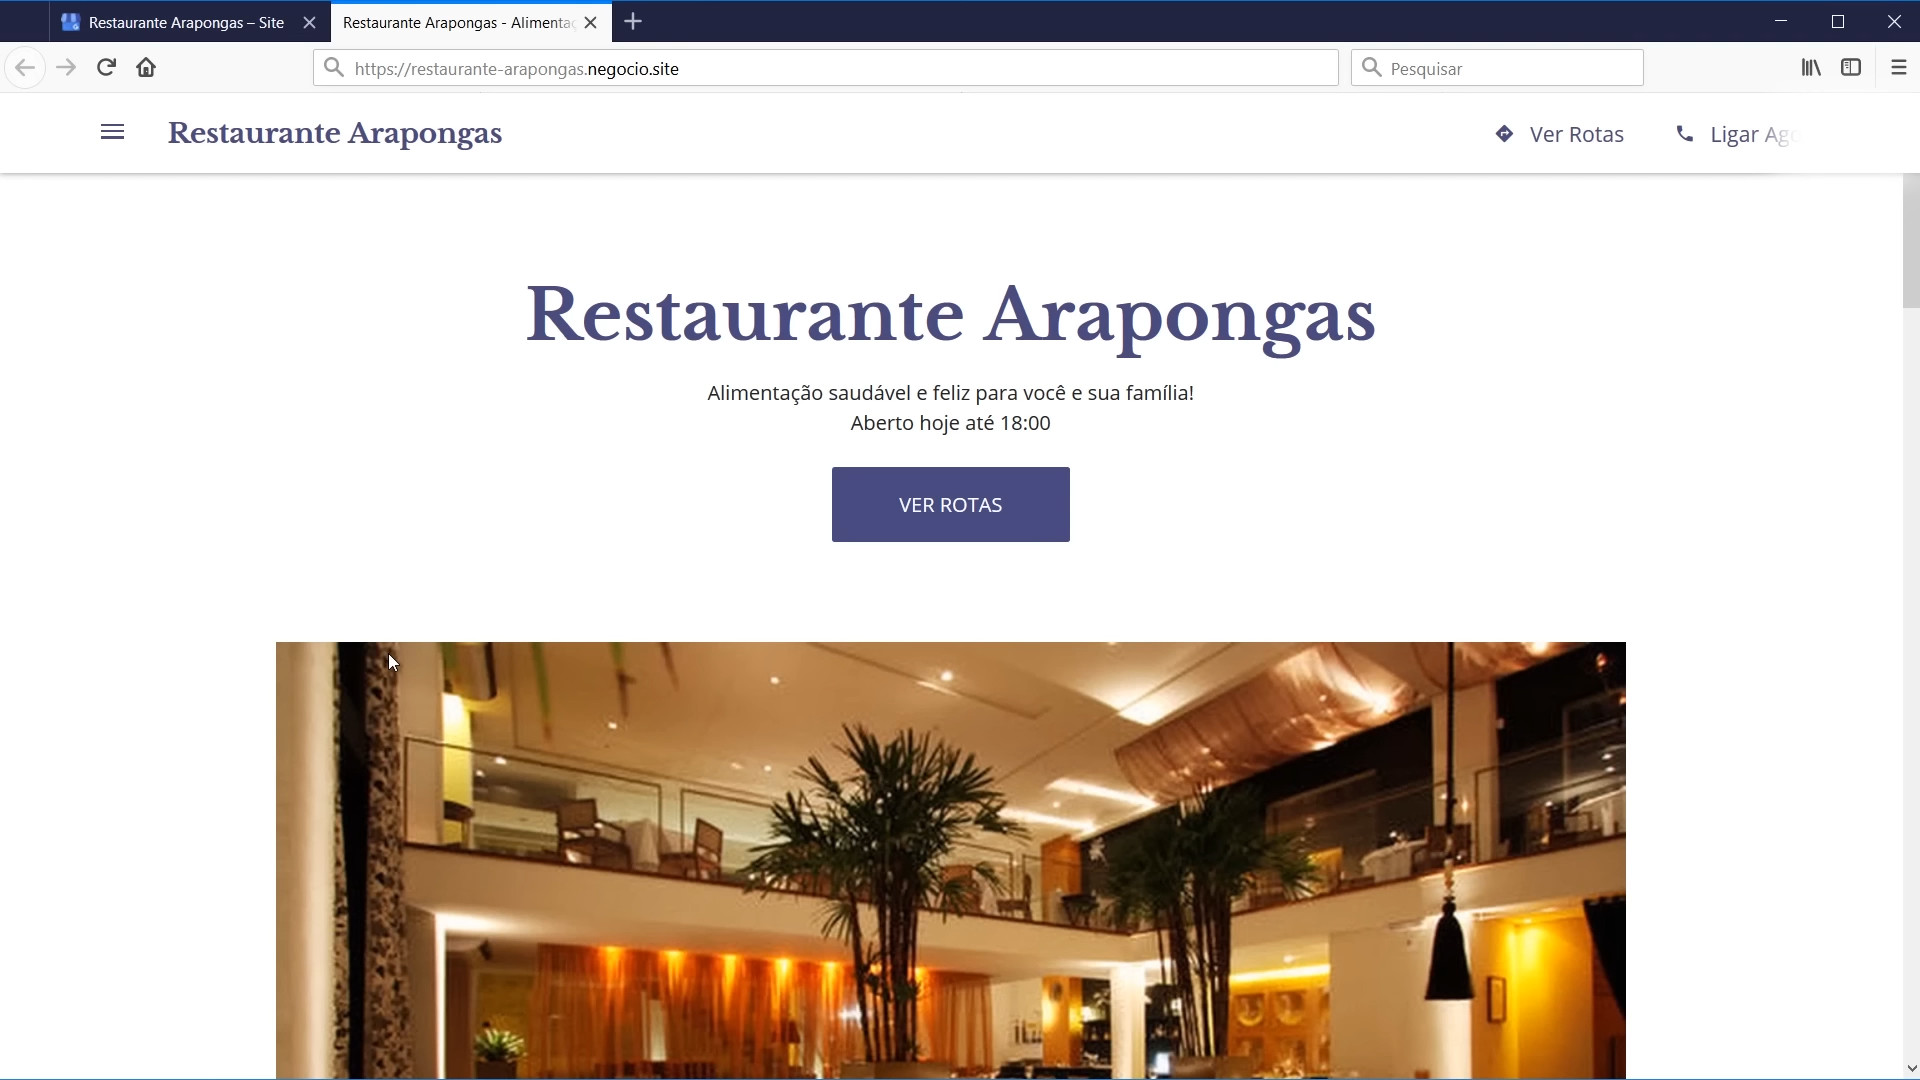 Restaurante Arapongas – Site
Restaurante Arapongas - Alimenta
https://restaurante-arapongas.negocio.site
Pesquisar
Restaurante Arapongas
Ver Rotas
Ligar Ago
Restaurante Arapongas
Alimentação saudável e feliz para você e sua família!
Aberto hoje até 18:00
VER ROTAS